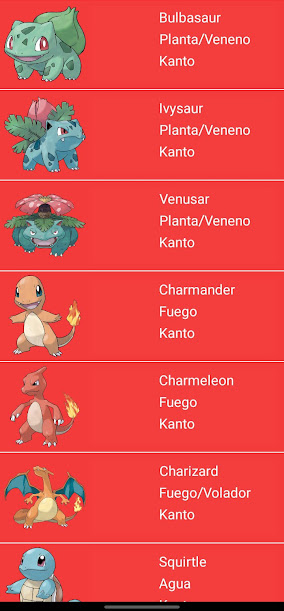 Bulbasaur
Planta/Veneno
Kanto
Ivysaur
Planta/Veneno
Kanto
Venusar
Planta/Veneno
Kanto
Charmander
Fuego
Kanto
Charmeleon
Fuego
Kanto
Charizard
Fuego/Volador
Kanto
Squirtle
Agua